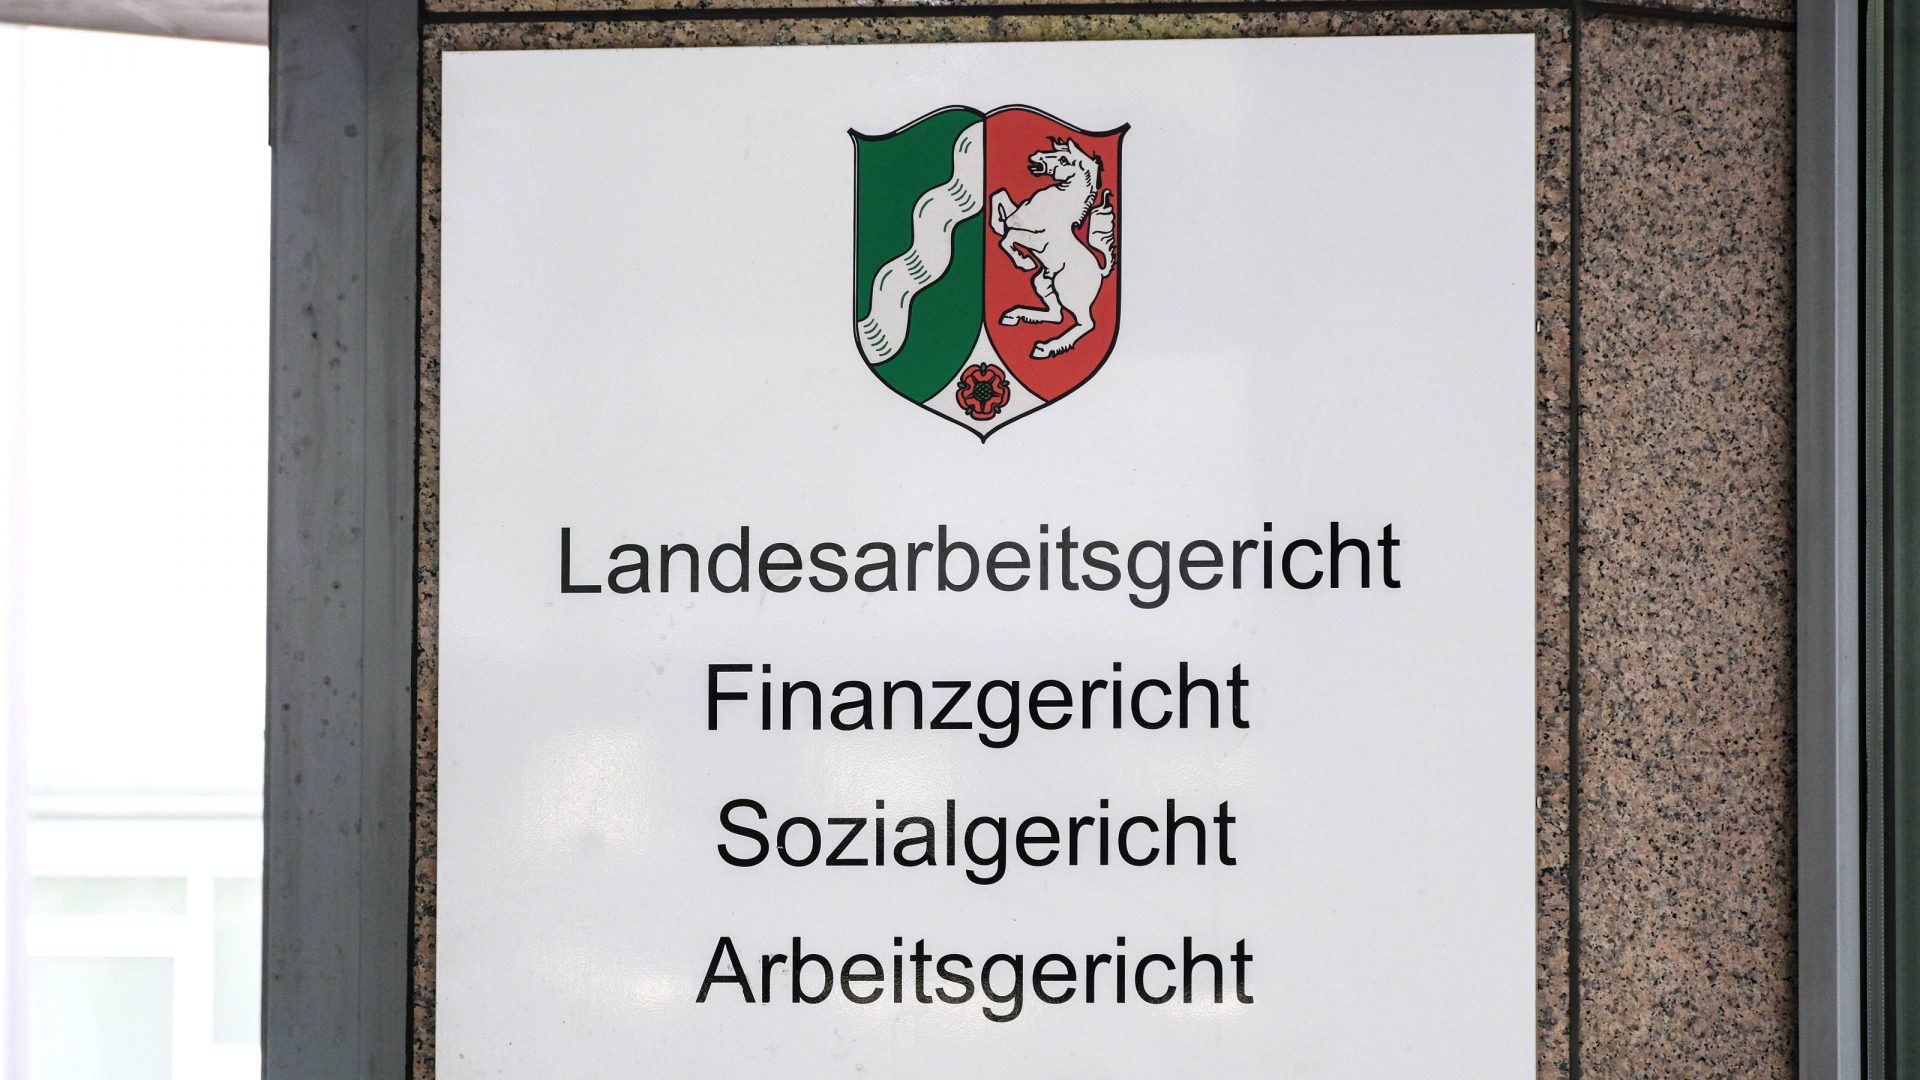 Landesarbeitsgericht
Finanzgericht
Sozialgericht
Arbeitsgericht